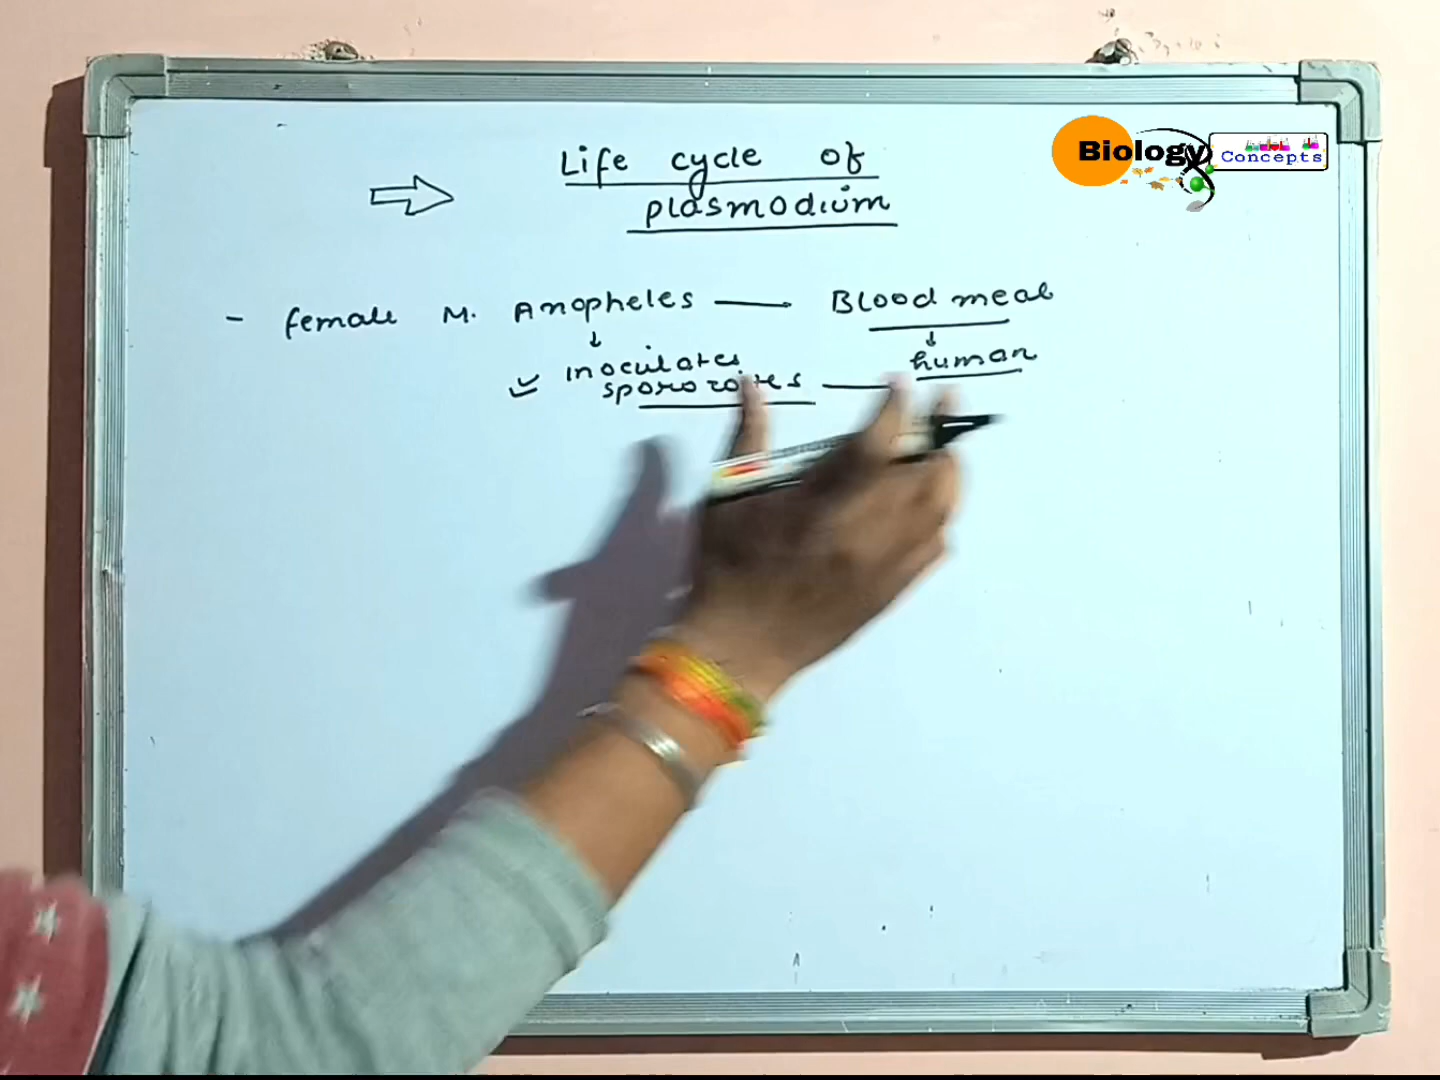 Biology Concepts
Life cycle of
plasmodium
- female M. Anopheles — Blood meal
↓ ↓
inoculates human
sporozoites —